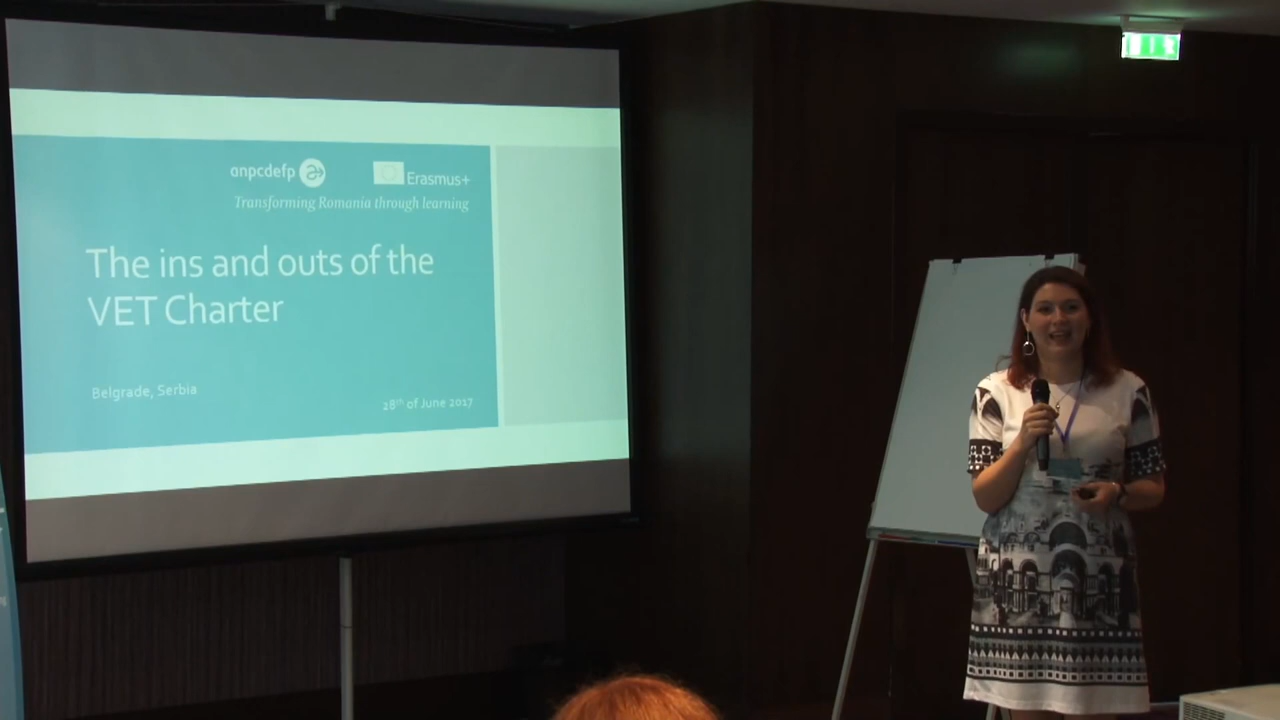 anpcdefp
Erasmus+
Transforming Romania through learning
The ins and outs of the
VET Charter
Belgrade, Serbia
28th of June 2017